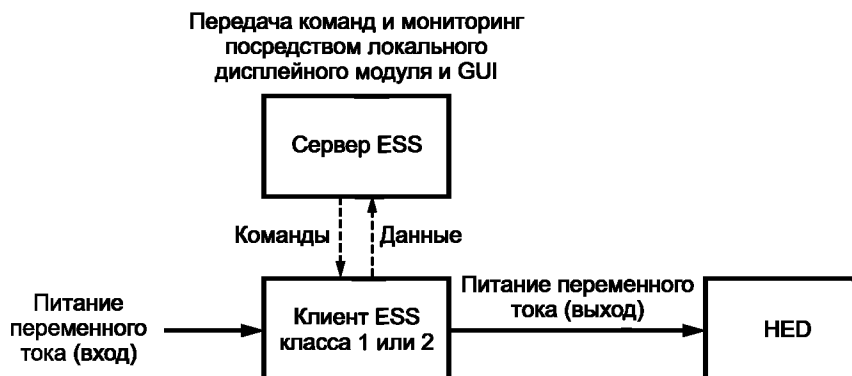 Передача команд и мониторинг
посредством локального
дисплейного модуля и GUI
Сервер ESS
Команды
Данные
Питание
переменного
тока (вход)
Клиент ESS
класса 1 или 2
Питание переменного
тока (выход)
HED